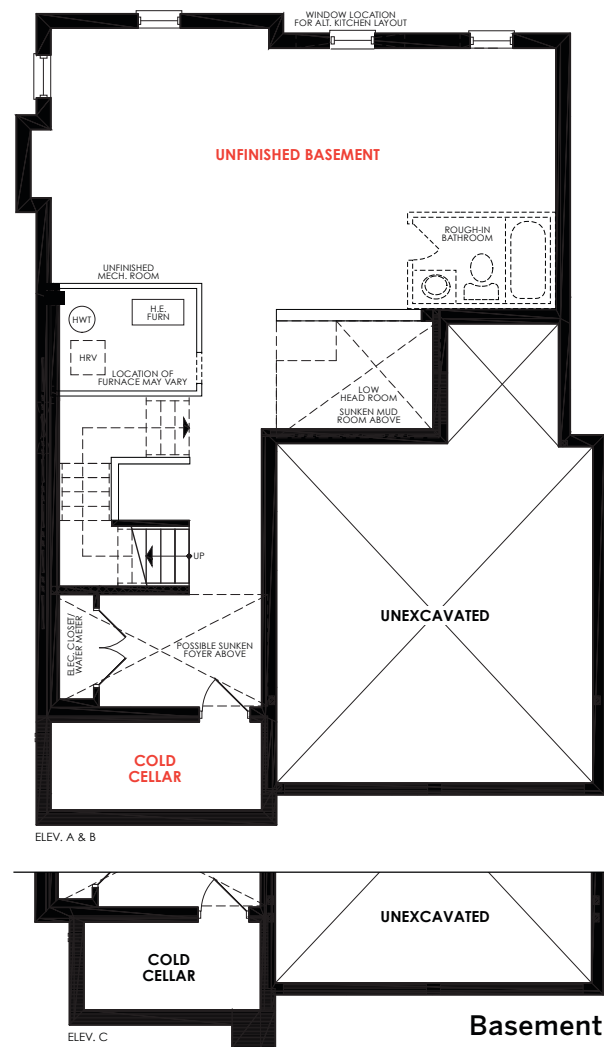 WINDOW LOCATION
FOR ALT. KITCHEN LAYOUT
UNFINISHED BASEMENT
ROUGH-IN
BATHROOM
UNFINISHED
MECH. ROOM
HWT
H.E.
FURN
HRV
LOCATION OF
FURNACE MAY VARY
LOW
HEAD ROOM
SUNKEN MUD
ROOM ABOVE
UP
ELEC. CLOSET/
WATER METER
POSSIBLE SUNKEN
FOYER ABOVE
UNEXCAVATED
COLD
CELLAR
ELEV. A & B
UNEXCAVATED
COLD
CELLAR
ELEV. C
Basement